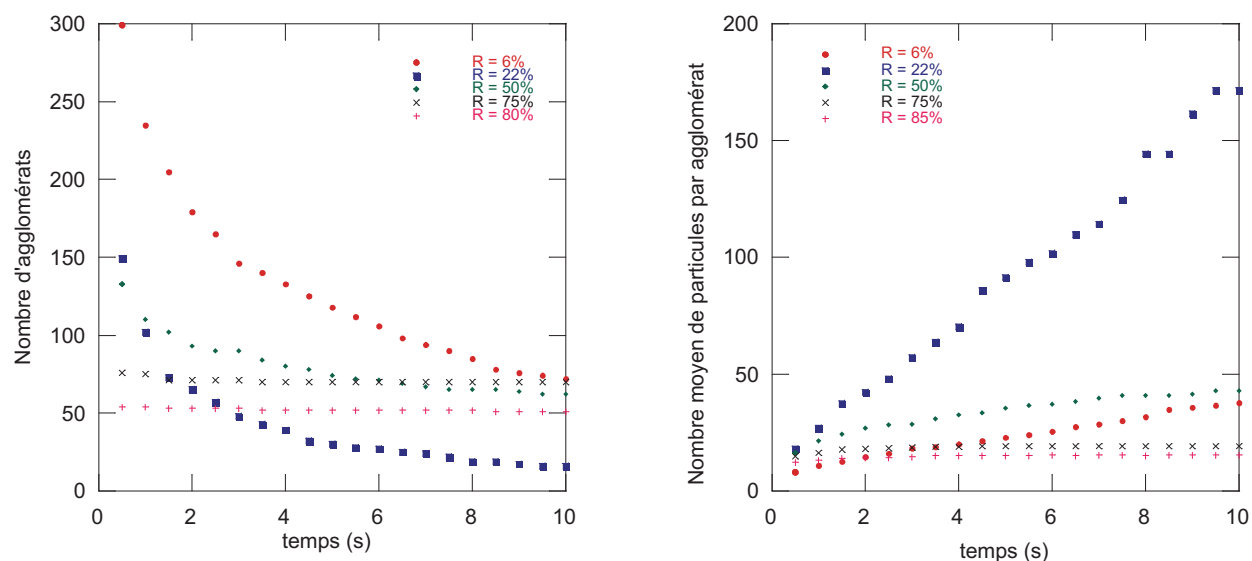 300
250
200
150
100
50
0
Nombre d'agglomérats
R = 6%
R = 22%
R = 50%
R = 75%
R = 80%
0 2 4 6 8 10
temps (s)
200
150
100
50
0
Nombre moyen de particules par agglomérat
R = 6%
R = 22%
R = 50%
R = 75%
R = 85%
0 2 4 6 8 10
temps (s)